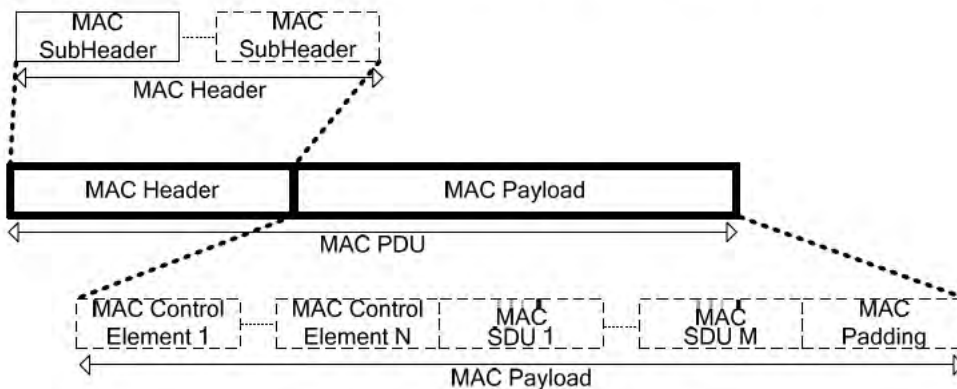 MAC
SubHeader
MAC
SubHeader
MAC Header
MAC Header
MAC Payload
MAC PDU
MAC Control
Element 1
MAC Control
Element N
MAC
SDU 1
MAC
SDU M
MAC
Padding
MAC Payload